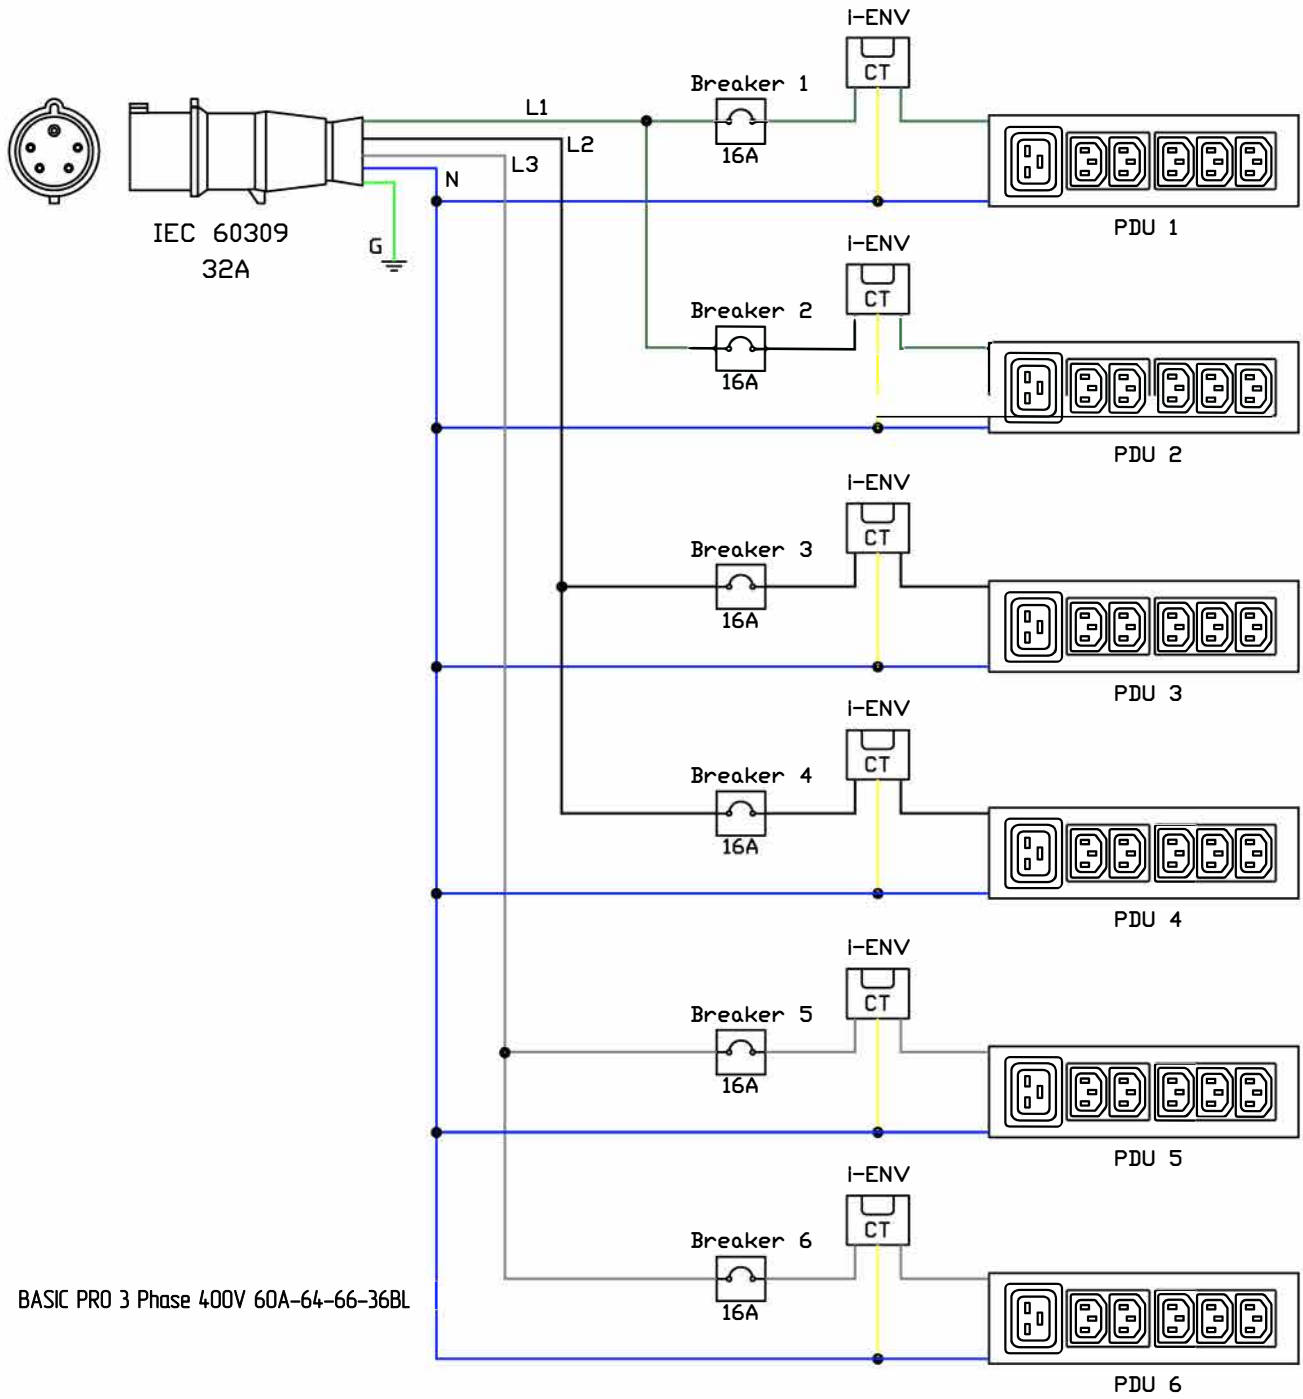 i-ENV
CT
Breaker 1
16A
L1
L2
L3
N
G
IEC 60309
32A
PDU 1
i-ENV
CT
Breaker 2
16A
PDU 2
i-ENV
CT
Breaker 3
16A
PDU 3
i-ENV
CT
Breaker 4
16A
PDU 4
i-ENV
CT
Breaker 5
16A
PDU 5
i-ENV
CT
Breaker 6
16A
PDU 6
BASIC PRO 3 Phase 400V 60A-64-66-36BL